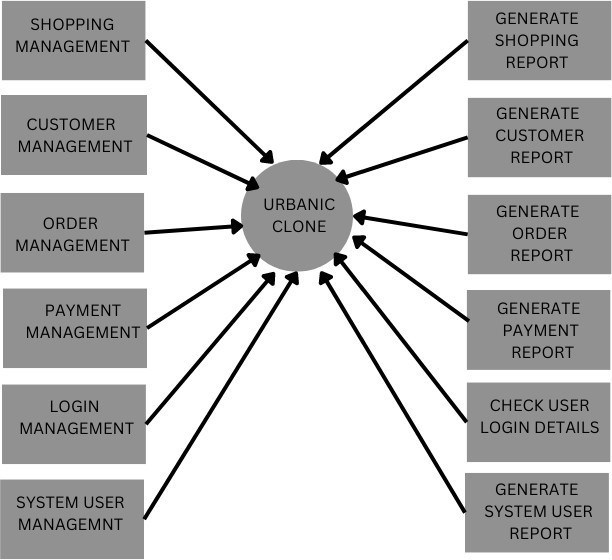 SHOPPING
MANAGEMENT
CUSTOMER
MANAGEMENT
ORDER
MANAGEMENT
PAYMENT
MANAGEMENT
LOGIN
MANAGEMENT
SYSTEM USER
MANAGEMNT
URBANIC
CLONE
GENERATE
SHOPPING
REPORT
GENERATE
CUSTOMER
REPORT
GENERATE
ORDER
REPORT
GENERATE
PAYMENT
REPORT
CHECK USER
LOGIN DETAILS
GENERATE
SYSTEM USER
REPORT